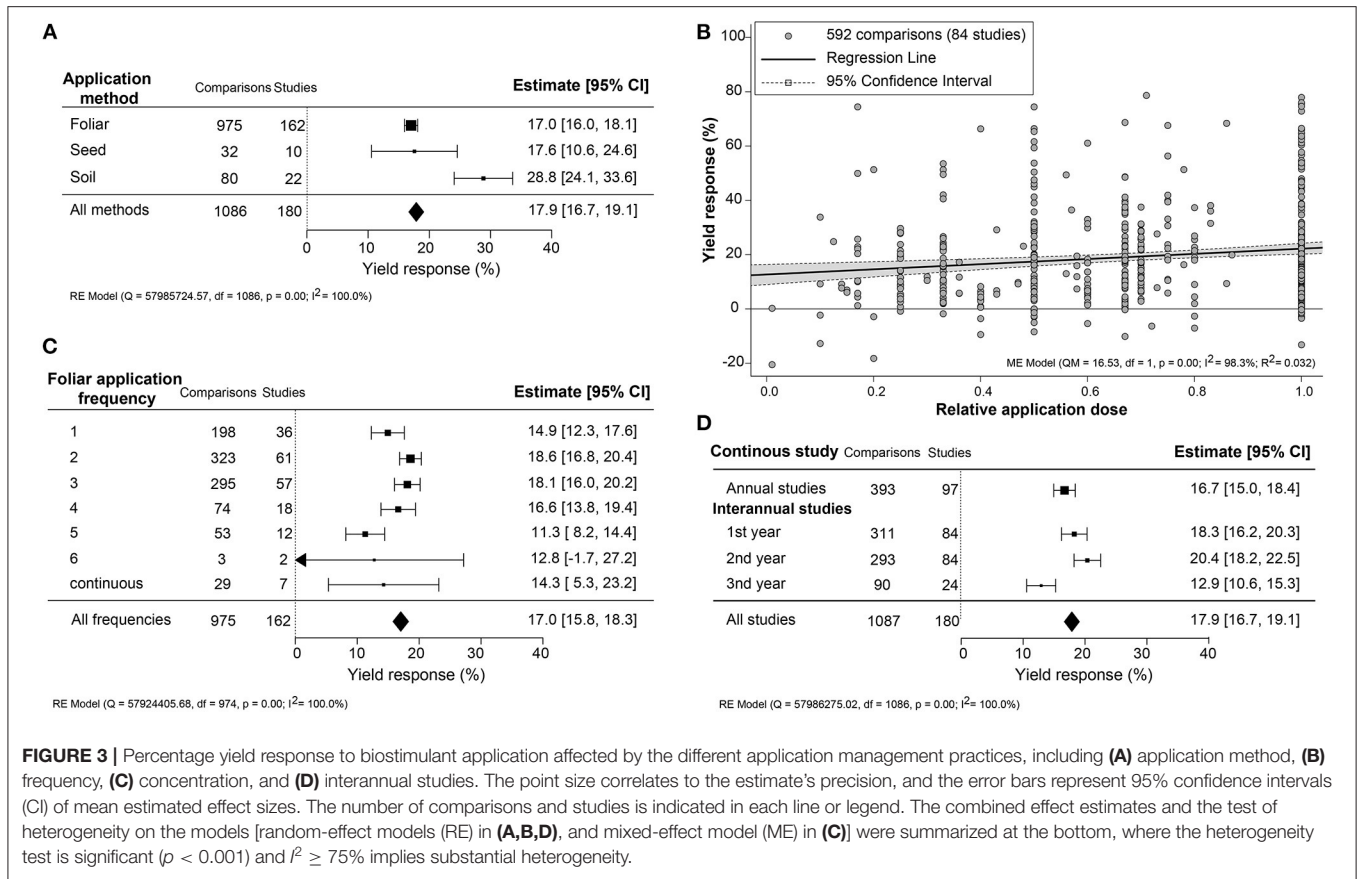 A
Application method Comparisons Studies Estimate [95% CI]
Foliar 975 162 17.0 [16.0, 18.1]
Seed 32 10 17.6 [10.6, 24.6]
Soil 80 22 28.8 [24.1, 33.6]
All methods 1086 180 17.9 [16.7, 19.1]
0 10 20 30 40
Yield response (%)
RE Model (Q = 57985724.57, df = 1086, p = 0.00; I² = 100.0%)
B
592 comparisons (84 studies)
Regression Line
95% Confidence Interval
Yield response (%)
100
80
60
40
20
0
-20
ME Model (QM = 16.53, df = 1, p = 0.00; I² = 98.3%; R² = 0.032)
0.0 0.2 0.4 0.6 0.8 1.0
Relative application dose
C
Foliar application frequency Comparisons Studies Estimate [95% CI]
1 198 36 14.9 [12.3, 17.6]
2 323 61 18.6 [16.8, 20.4]
3 295 57 18.1 [16.0, 20.2]
4 74 18 16.6 [13.8, 19.4]
5 53 12 11.3 [ 8.2, 14.4]
6 3 2 12.8 [-1.7, 27.2]
continuous 29 7 14.3 [ 5.3, 23.2]
All frequencies 975 162 17.0 [15.8, 18.3]
0 10 20 30 40
Yield response (%)
RE Model (Q = 57924405.68, df = 974, p = 0.00; I² = 100.0%)
D
Continous study Comparisons Studies Estimate [95% CI]
Annual studies 393 97 16.7 [15.0, 18.4]
Interannual studies
1st year 311 84 18.3 [16.2, 20.3]
2nd year 293 84 20.4 [18.2, 22.5]
3nd year 90 24 12.9 [10.6, 15.3]
All studies 1087 180 17.9 [16.7, 19.1]
0 10 20 30 40
Yield response (%)
RE Model (Q = 57986275.02, df = 1086, p = 0.00; I² = 100.0%)
FIGURE 3 | Percentage yield response to biostimulant application affected by the different application management practices, including (A) application method, (B)
frequency, (C) concentration, and (D) interannual studies. The point size correlates to the estimate's precision, and the error bars represent 95% confidence intervals
(CI) of mean estimated effect sizes. The number of comparisons and studies is indicated in each line or legend. The combined effect estimates and the test of
heterogeneity on the models [random-effect models (RE) in (A,B,D), and mixed-effect model (ME) in (C)] were summarized at the bottom, where the heterogeneity
test is significant (p < 0.001) and I² ≥ 75% implies substantial heterogeneity.